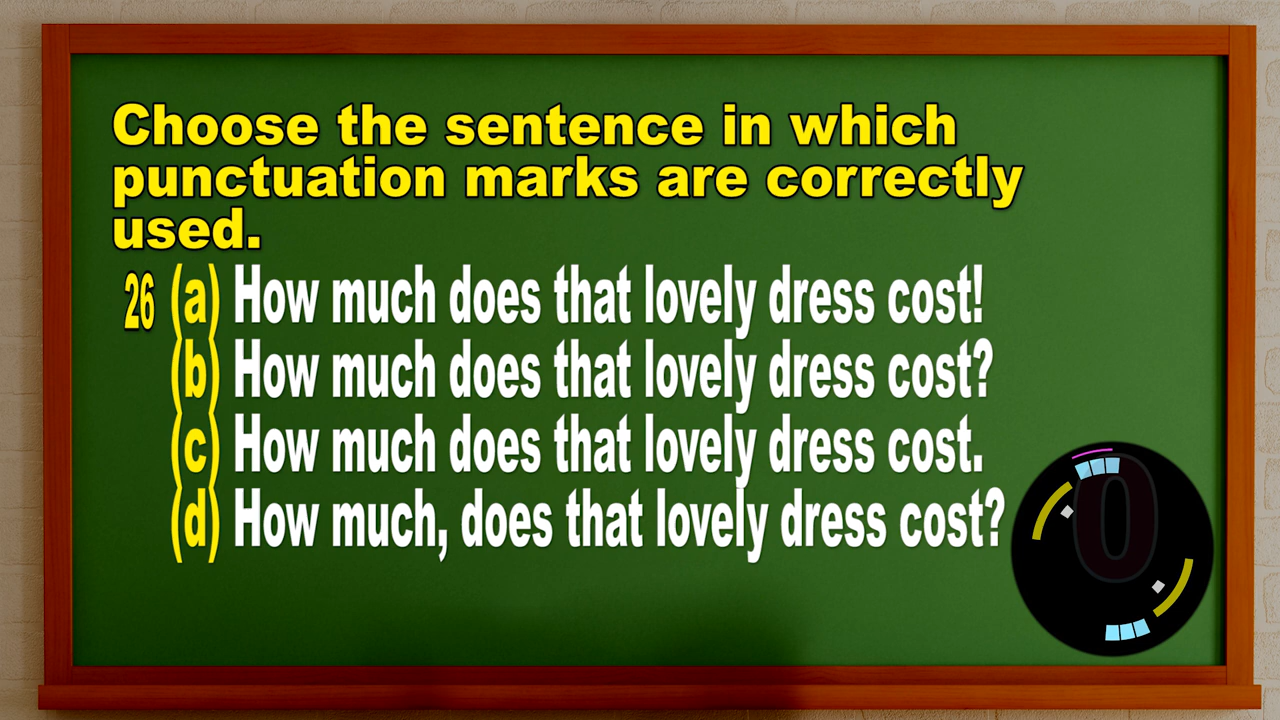 Choose the sentence in which
punctuation marks are correctly
used.
26 (a) How much does that lovely dress cost!
(b) How much does that lovely dress cost?
(c) How much does that lovely dress cost.
(d) How much, does that lovely dress cost?
0